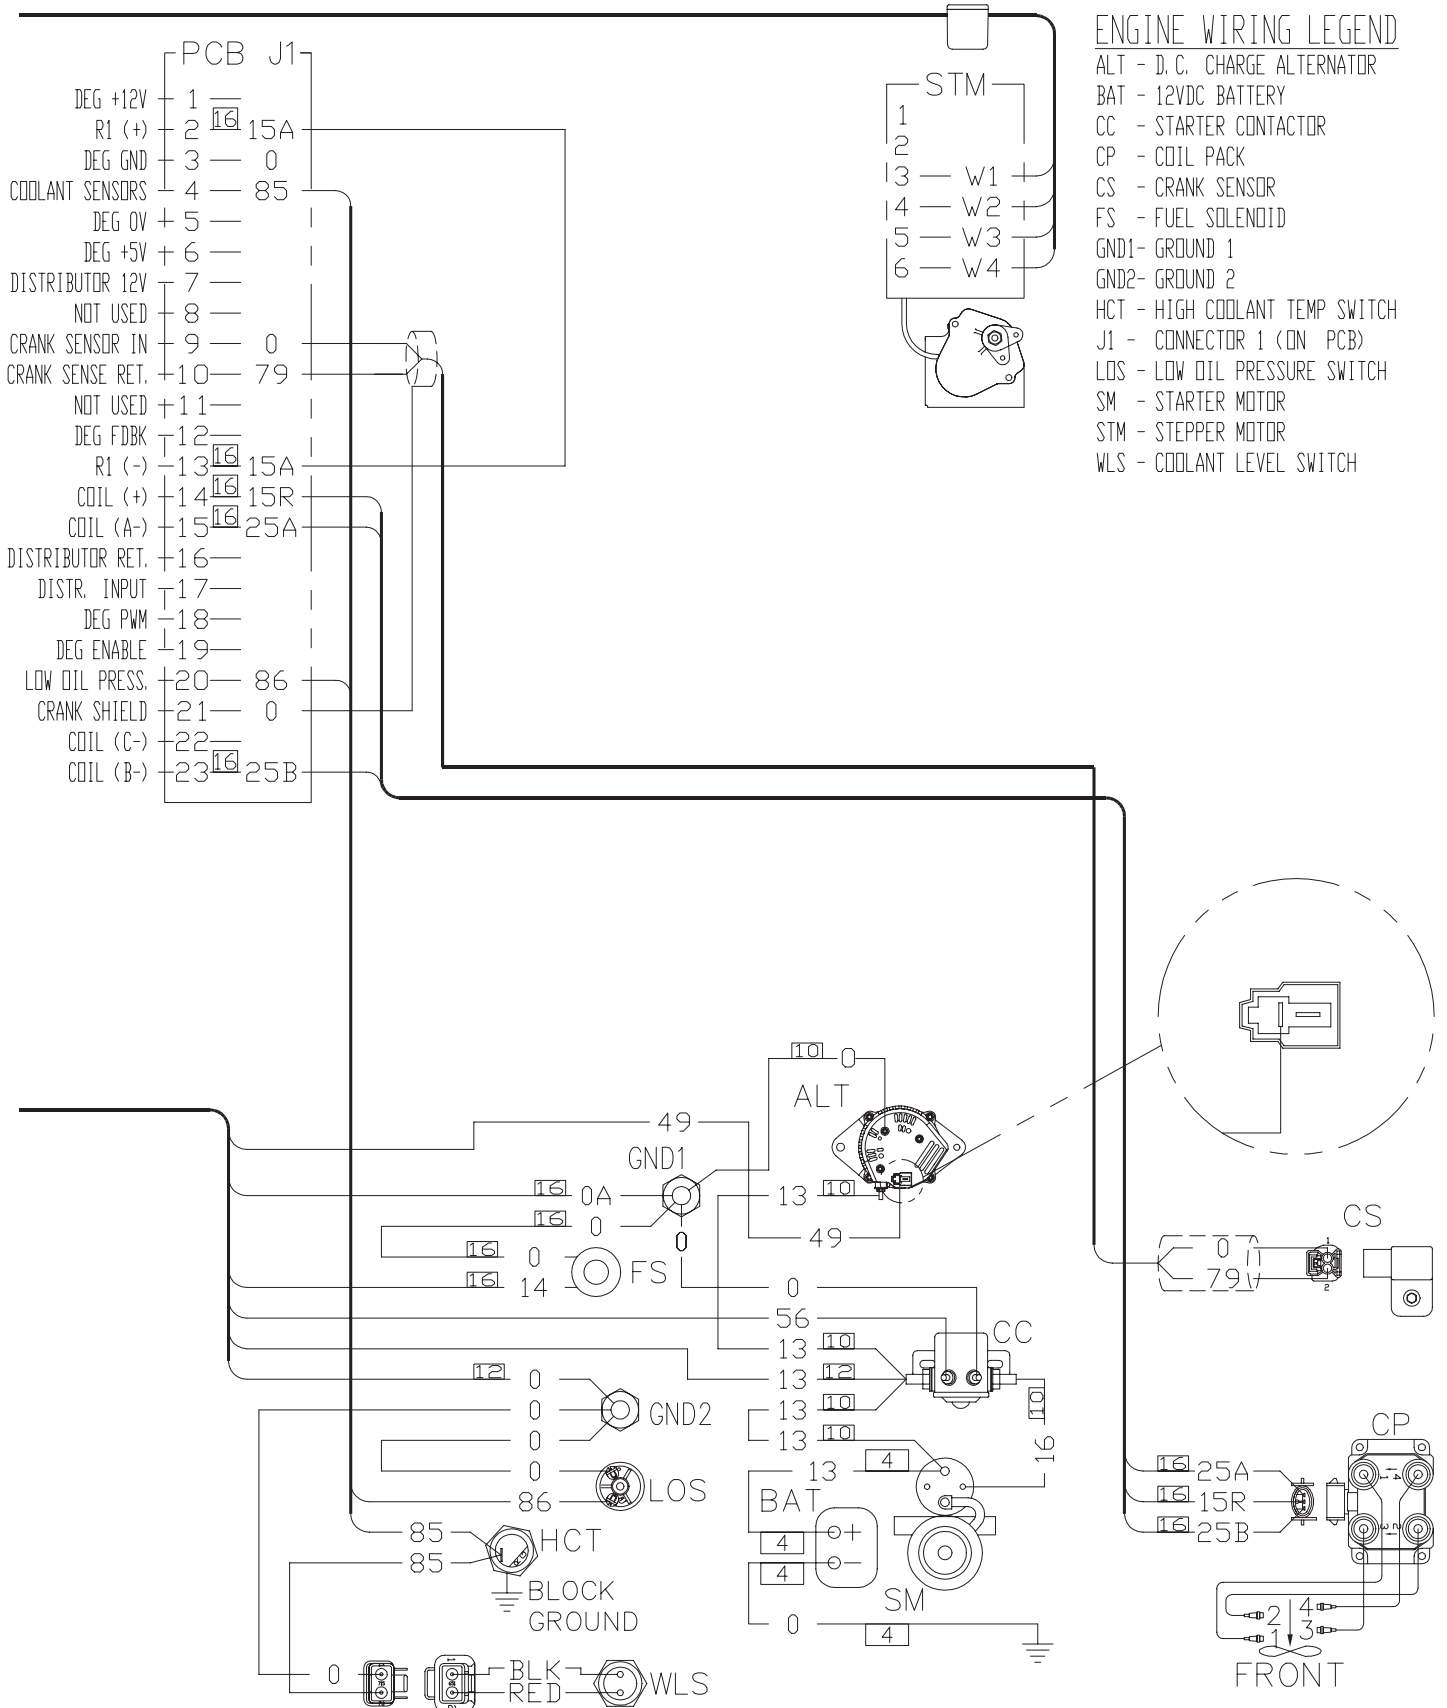 PCB J1
DEG +12V 1
R1 (+) 2 16 15A
DEG GND 3 0
COOLANT SENSORS 4 85
DEG 0V 5
DEG +5V 6
DISTRIBUTOR 12V 7
NOT USED 8
CRANK SENSOR IN 9 0
CRANK SENSE RET. 10 79
NOT USED 11
DEG FDBK 12
R1 (-) 13 16 15A
COIL (+) 14 16 15R
COIL (A-) 15 16 25A
DISTRIBUTOR RET. 16
DISTR. INPUT 17
DEG PWM 18
DEG ENABLE 19
LOW OIL PRESS. 20 86
CRANK SHIELD 21 0
COIL (C-) 22
COIL (B-) 23 16 25B
STM
1
2
3 W1
4 W2
5 W3
6 W4
ENGINE WIRING LEGEND
ALT - D.C. CHARGE ALTERNATOR
BAT - 12VDC BATTERY
CC - STARTER CONTACTOR
CP - COIL PACK
CS - CRANK SENSOR
FS - FUEL SOLENOID
GND1- GROUND 1
GND2- GROUND 2
HCT - HIGH COOLANT TEMP SWITCH
J1 - CONNECTOR 1 (ON PCB)
LOS - LOW OIL PRESSURE SWITCH
SM - STARTER MOTOR
STM - STEPPER MOTOR
WLS - COOLANT LEVEL SWITCH
10 0
ALT
49
GND1
16 0A
13 10
16 0
0
49
16 0
FS
16 14
0
56
CC
13 10
12 0
13 12
0
GND2
13 10
10
0
13 10
16
0
LOS
13 4
86
BAT
+
4
-
4
85
HCT
85
BLOCK
GROUND
SM
0 4
0
BLK
RED
WLS
CS
0
79
1
2
CP
16 25A
16 15R
16 25B
1 4
3 2
2 4
1 3
FRONT